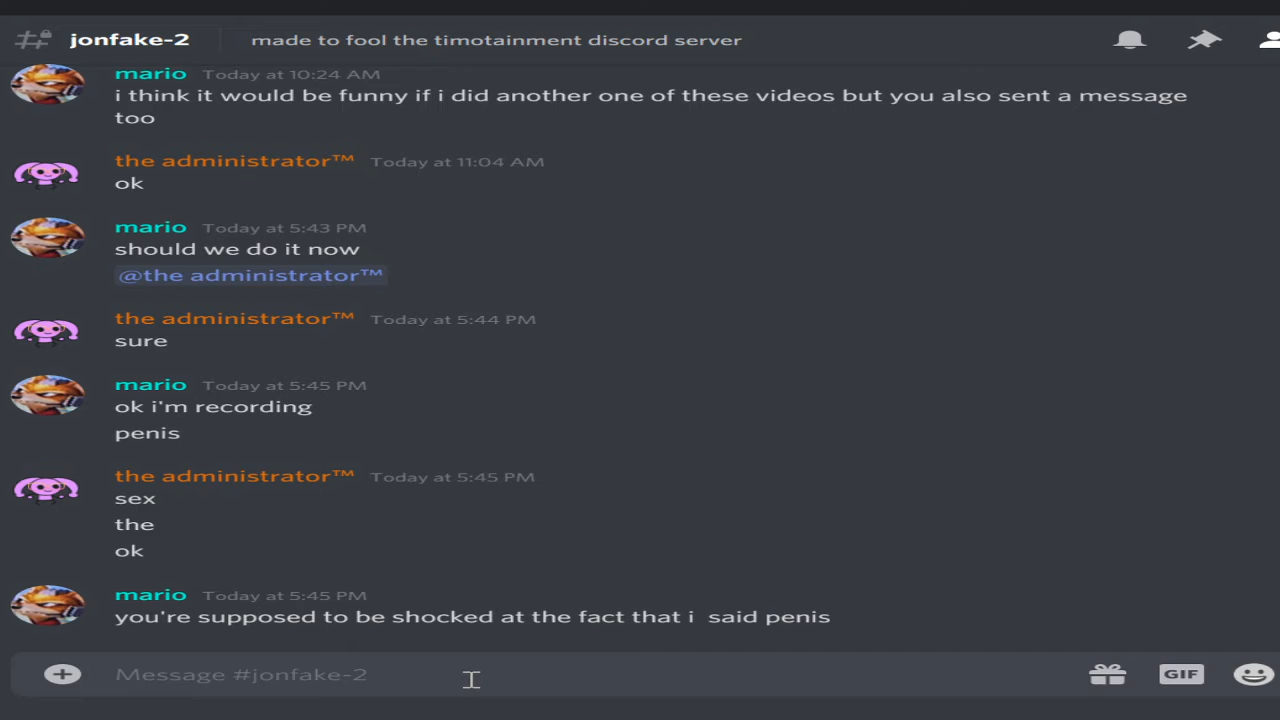 jonfake-2 made to fool the timotainment discord server
mario Today at 10:24 AM
i think it would be funny if i did another one of these videos but you also sent a message
too
the administrator™ Today at 11:04 AM
ok
mario Today at 5:43 PM
should we do it now
@the administrator™
the administrator™ Today at 5:44 PM
sure
mario Today at 5:45 PM
ok i'm recording
penis
the administrator™ Today at 5:45 PM
sex
the
ok
mario Today at 5:45 PM
you're supposed to be shocked at the fact that i  said penis
Message #jonfake-2 GIF